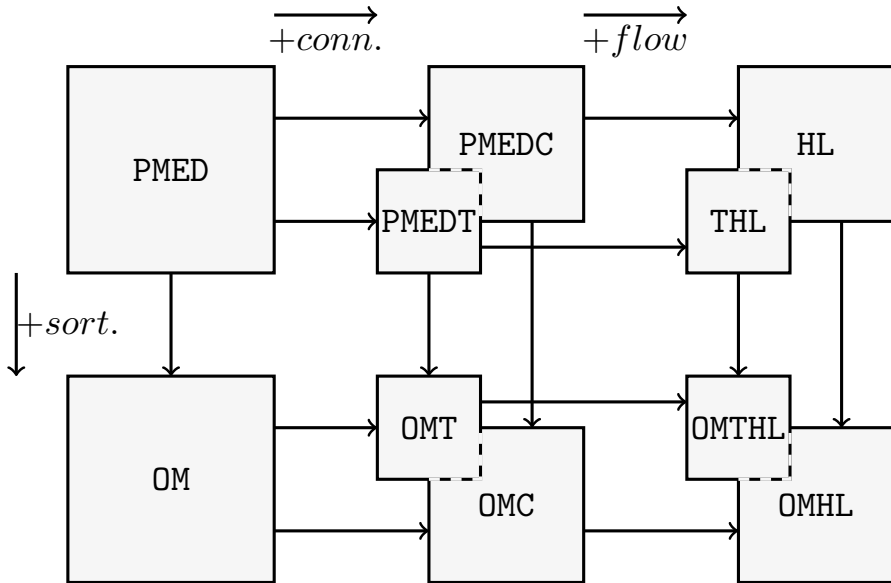 +conn.
+flow
PMED
PMEDC
HL
PMEDT
THL
+sort.
OM
OMT
OMTHL
OMC
OMHL